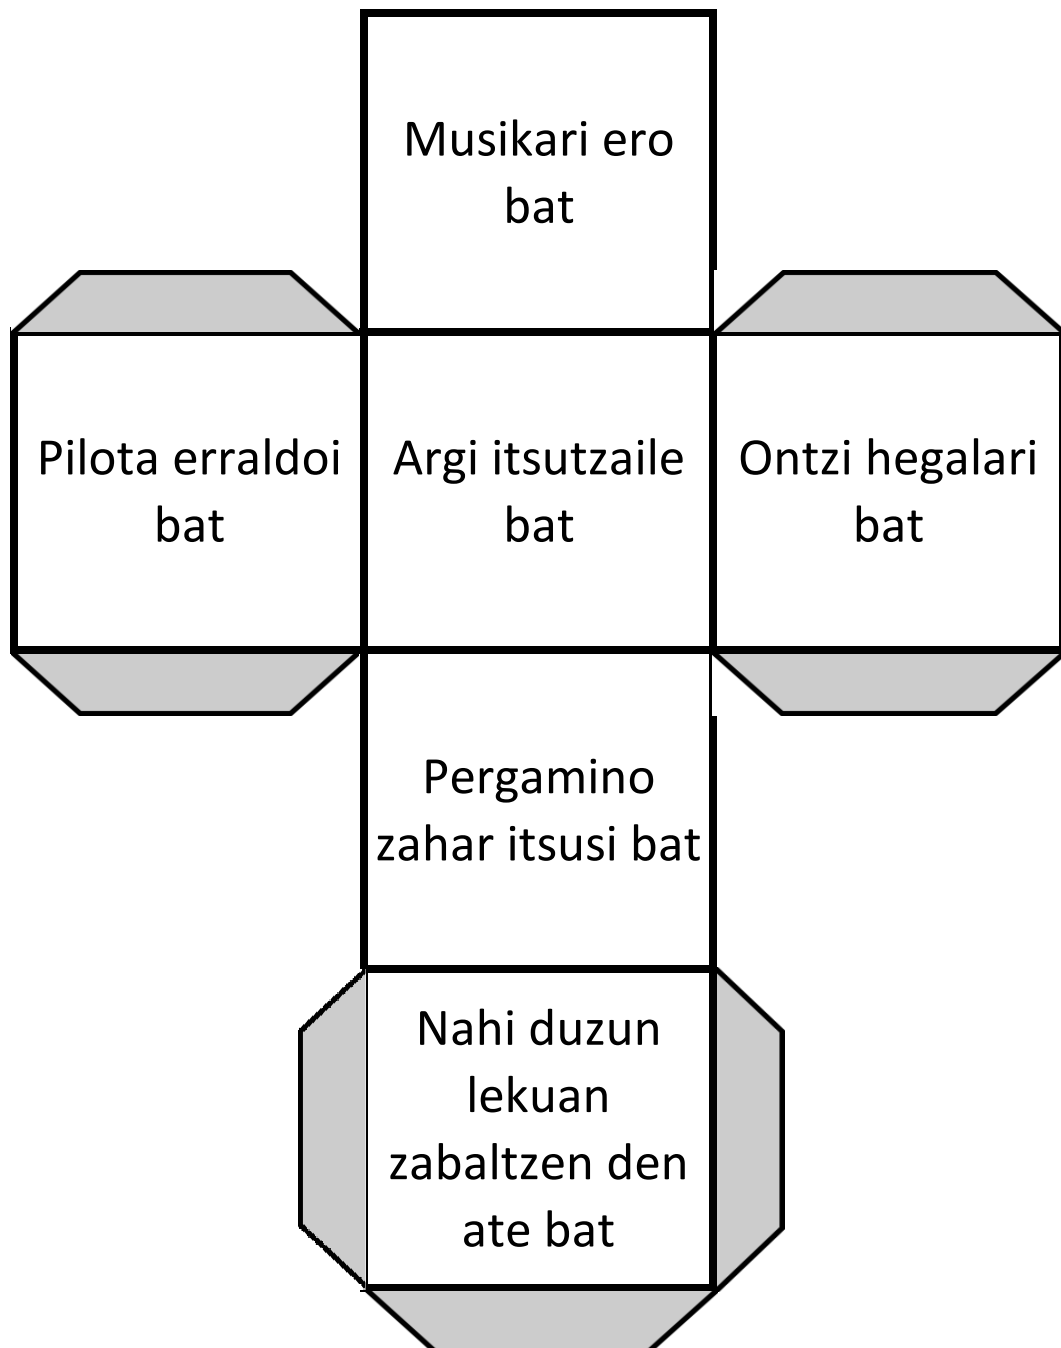 Musikari ero
bat
Pilota erraldoi
bat
Argi itsutzaile
bat
Ontzi hegalari
bat
Pergamino
zahar itsusi bat
Nahi duzun
lekuan
zabaltzen den
ate bat